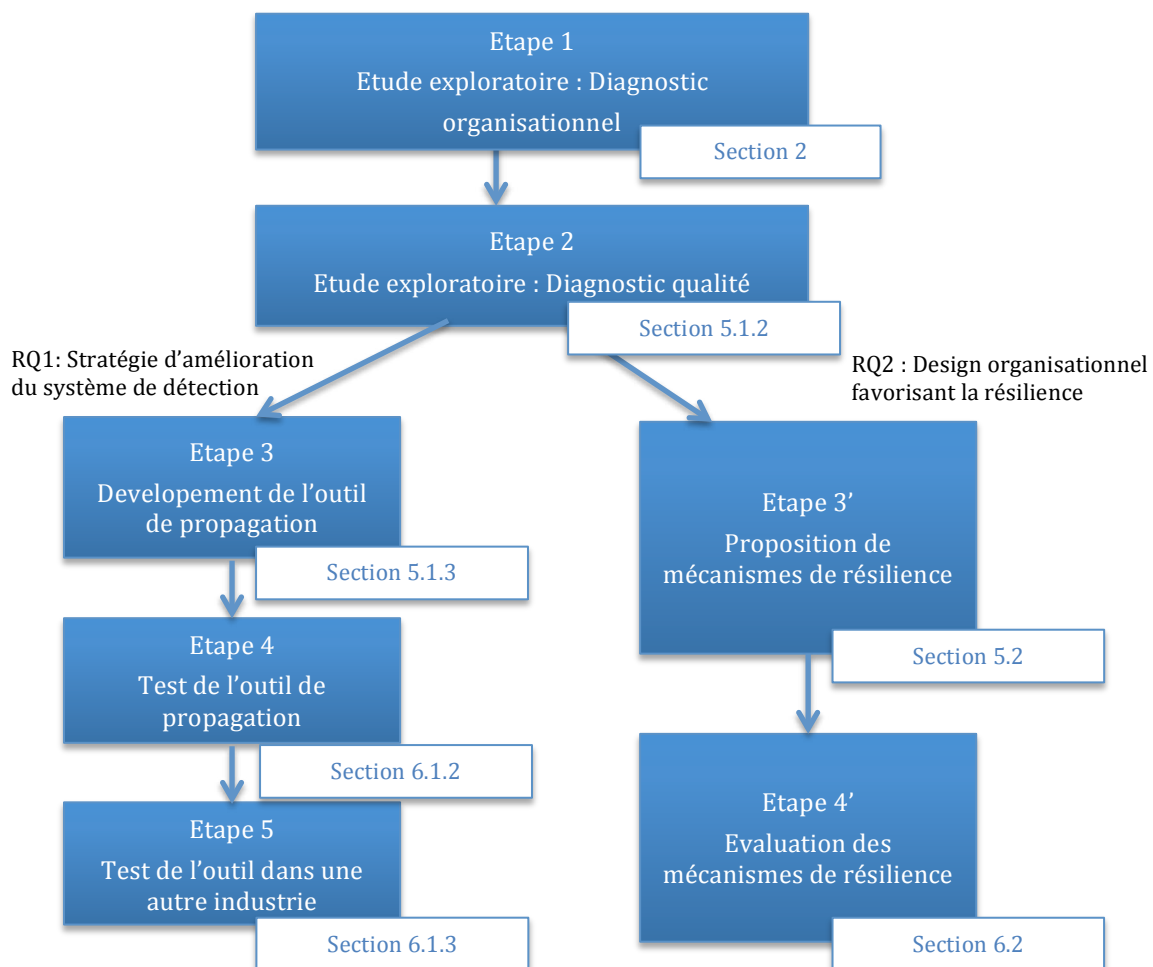 Etape 1
Etude exploratoire : Diagnostic
organisationnel
Section 2
Etape 2
Etude exploratoire : Diagnostic qualité
Section 5.1.2
RQ1: Stratégie d’amélioration
du système de détection
RQ2 : Design organisationnel
favorisant la résilience
Etape 3
Developement de l’outil
de propagation
Section 5.1.3
Etape 4
Test de l’outil de
propagation
Section 6.1.2
Etape 5
Test de l’outil dans une
autre industrie
Section 6.1.3
Etape 3’
Proposition de
mécanismes de résilience
Section 5.2
Etape 4’
Evaluation des
mécanismes de résilience
Section 6.2